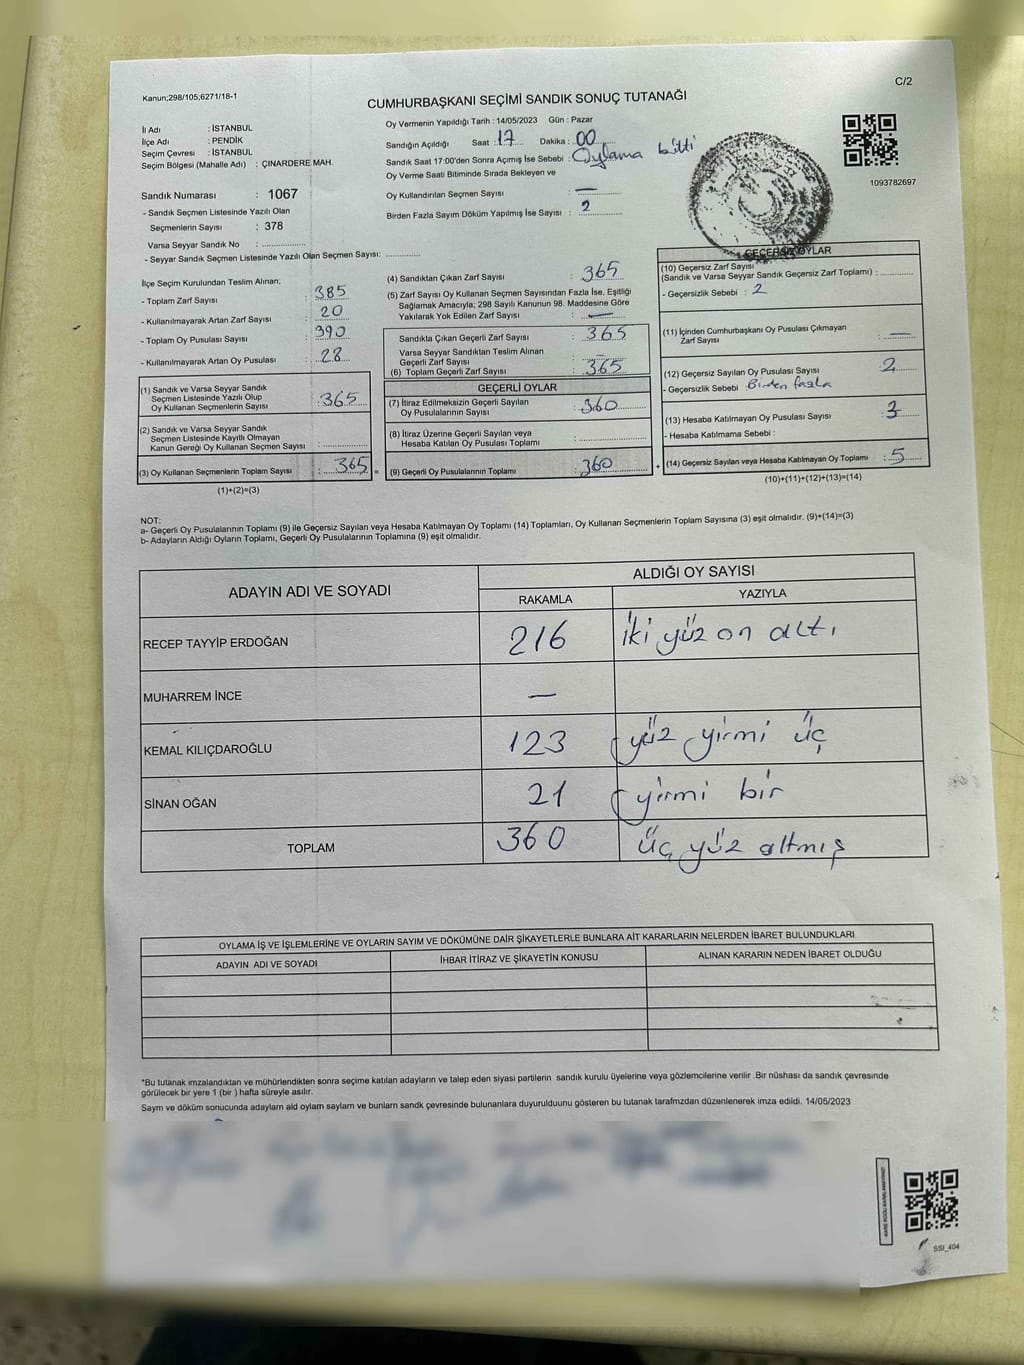 C/2
Kanun;298/105;6271/18-1
CUMHURBAŞKANI SEÇİMİ SANDIK SONUÇ TUTANAĞI
İl Adı : İSTANBUL
İlçe Adı : PENDİK
Seçim Çevresi : İSTANBUL
Seçim Bölgesi (Mahalle Adı) : ÇINARDERE MAH.
Oy Vermenin Yapıldığı Tarih : 14/05/2023 Gün : Pazar
Sandığın Açıldığı Saat : 17 Dakika : 00
Sandık Saat 17:00'den Sonra Açımış İse Sebebi : Oylama bitti
Oy Verme Saati Bitiminde Sırada Bekleyen ve
Oy Kullandırılan Seçmen Sayısı : —
Birden Fazla Sayım Döküm Yapılmış İse Sayısı : 2
1093782697
Sandık Numarası : 1067
- Sandık Seçmen Listesinde Yazılı Olan
Seçmenlerin Sayısı : 378
Varsa Seyyar Sandık No :
- Seyyar Sandık Seçmen Listesinde Yazılı Olan Seçmen Sayısı:
İlçe Seçim Kurulundan Teslim Alınan;
- Toplam Zarf Sayısı : 385
- Kullanılmayarak Artan Zarf Sayısı : 20
- Toplam Oy Pusulası Sayısı : 390
- Kullanılmayarak Artan Oy Pusulası : 28
(1) Sandık ve Varsa Seyyar Sandık
Seçmen Listesinde Yazılı Olup
Oy Kullanan Seçmenlerin Sayısı : 365
(2) Sandık ve Varsa Seyyar Sandık
Seçmen Listesinde Kayıtlı Olmayan
Kanun Gereği Oy Kullanan Seçmen Sayısı :
(3) Oy Kullanan Seçmenlerin Toplam Sayısı : 365 =
(1)+(2)=(3)
(4) Sandıktan Çıkan Zarf Sayısı : 365
(5) Zarf Sayısı Oy Kullanan Seçmen Sayısından Fazla İse, Eşitliği
Sağlamak Amacıyla; 298 Sayılı Kanunun 98. Maddesine Göre
Yakılarak Yok Edilen Zarf Sayısı : —
Sandıkta Çıkan Geçerli Zarf Sayısı : 365
Varsa Seyyar Sandıktan Teslim Alınan
Geçerli Zarf Sayısı : —
(6) Toplam Geçerli Zarf Sayısı : 365
GEÇERLİ OYLAR
(7) İtiraz Edilmeksizin Geçerli Sayılan
Oy Pusulalarının Sayısı : 360
(8) İtiraz Üzerine Geçerli Sayılan veya
Hesaba Katılan Oy Pusulası Toplamı :
(9) Geçerli Oy Pusulalarının Toplamı : 360 +
GEÇERSİZ OYLAR
(10) Geçersiz Zarf Sayısı
(Sandık ve Varsa Seyyar Sandık Geçersiz Zarf Toplamı) :
- Geçersizlik Sebebi : 2
(11) İçinden Cumhurbaşkanı Oy Pusulası Çıkmayan
Zarf Sayısı : —
(12) Geçersiz Sayılan Oy Pusulası Sayısı : 2
- Geçersizlik Sebebi : Birden fazla
(13) Hesaba Katılmayan Oy Pusulası Sayısı : 3
- Hesaba Katılmama Sebebi :
(14) Geçersiz Sayılan veya Hesaba Katılmayan Oy Toplamı : 5
(10)+(11)+(12)+(13)=(14)
NOT:
a- Geçerli Oy Pusulalarının Toplamı (9) ile Geçersiz Sayılan veya Hesaba Katılmayan Oy Toplamı (14) Toplamları, Oy Kullanan Seçmenlerin Toplam Sayısına (3) eşit olmalıdır. (9)+(14)=(3)
b- Adayların Aldığı Oyların Toplamı, Geçerli Oy Pusulalarının Toplamına (9) eşit olmalıdır.
ADAYIN ADI VE SOYADI
ALDIĞI OY SAYISI
RAKAMLA YAZIYLA
RECEP TAYYİP ERDOĞAN 216 iki yüz on altı
MUHARREM İNCE —
KEMAL KILIÇDAROĞLU 123 yüz yirmi üç
SİNAN OĞAN 21 yirmi bir
TOPLAM 360 üç yüz altmış
OYLAMA İŞ VE İŞLEMLERİNE VE OYLARIN SAYIM VE DÖKÜMÜNE DAİR ŞİKAYETLERLE BUNLARA AİT KARARLARIN NELERDEN İBARET BULUNDUKLARI
ADAYIN ADI VE SOYADI İHBAR İTİRAZ VE ŞİKAYETİN KONUSU ALINAN KARARIN NEDEN İBARET OLDUĞU
*Bu tutanak imzalandıktan ve mühürlendikten sonra seçime katılan adayların ve talep eden siyasi partilerin sandık kurulu üyelerine veya gözlemcilerine verilir .Bir nüshası da sandık çevresinde
görülecek bir yere 1 (bir ) hafta süreyle asılır.
Saym ve döküm sonucunda adaylarn ald oylarn saylarn ve bunlarn sandk çevresinde bulunanlara duyurulduunu gösteren bu tutanak tarafmzdan düzenlenerek imza edildi. 14/05/2023
SSI_404